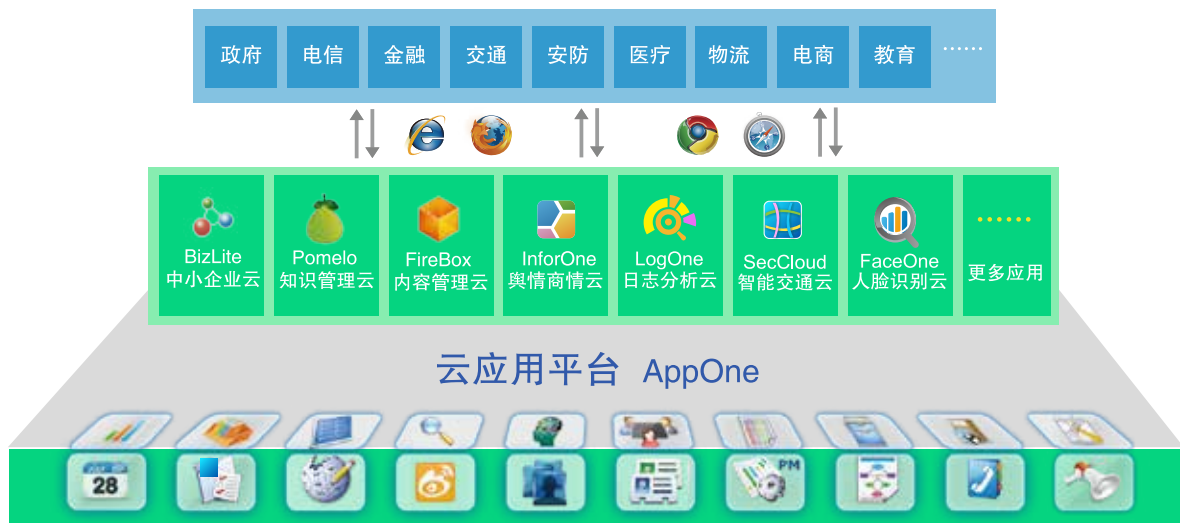 政府 电信 金融 交通 安防 医疗 物流 电商 教育 ······
BizLite
中小企业云
Pomelo
知识管理云
FireBox
内容管理云
InforOne
舆情商情云
LogOne
日志分析云
SecCloud
智能交通云
FaceOne
人脸识别云
······
更多应用
云应用平台 AppOne
28
PM